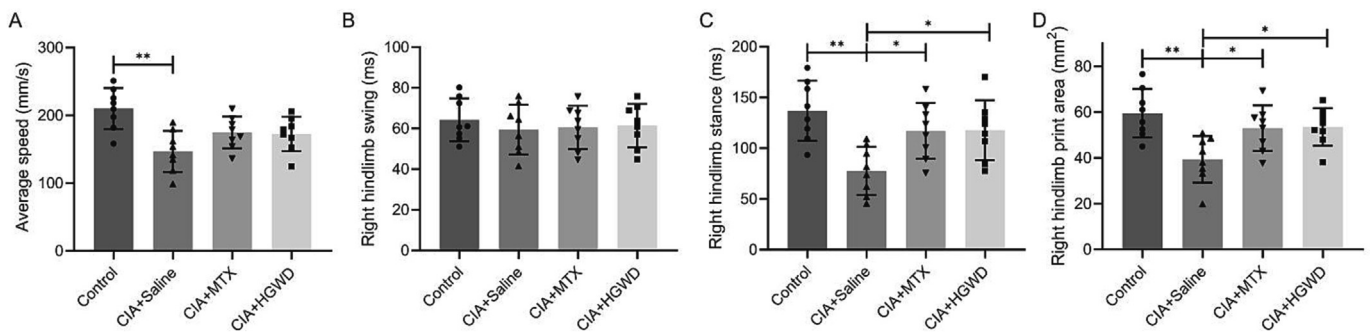 A
Average speed (mm/s)
300
200
100
0
**
Control
CIA+Saline
CIA+MTX
CIA+HGWD
B
Right hindlimb swing (ms)
100
80
60
40
20
0
Control
CIA+Saline
CIA+MTX
CIA+HGWD
C
Right hindlimb stance (ms)
200
150
100
50
0
*
** *
Control
CIA+Saline
CIA+MTX
CIA+HGWD
D
Right hindlimb print area (mm²)
80
60
40
20
0
*
** *
Control
CIA+Saline
CIA+MTX
CIA+HGWD